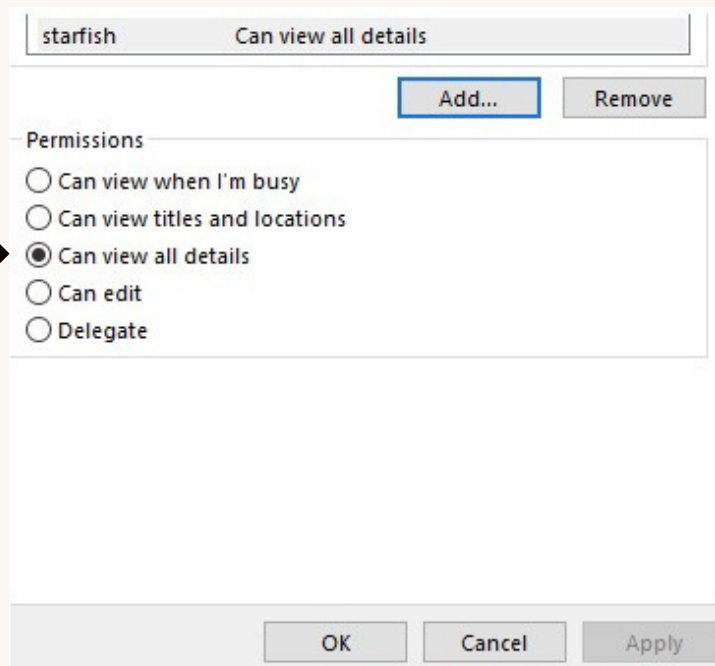 starfish Can view all details
Add... Remove
Permissions
Can view when I'm busy
Can view titles and locations
Can view all details
Can edit
Delegate
OK Cancel Apply